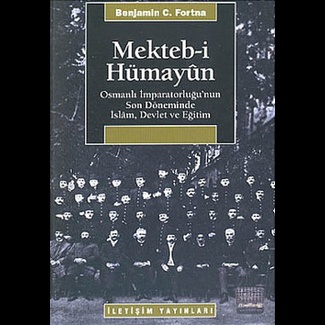 Benjamin C. Fortna
Mekteb-i
Hümayûn
Osmanlı İmparatorluğu'nun
Son Döneminde
İslâm, Devlet ve Eğitim
İLETİŞİM YAYINLARI